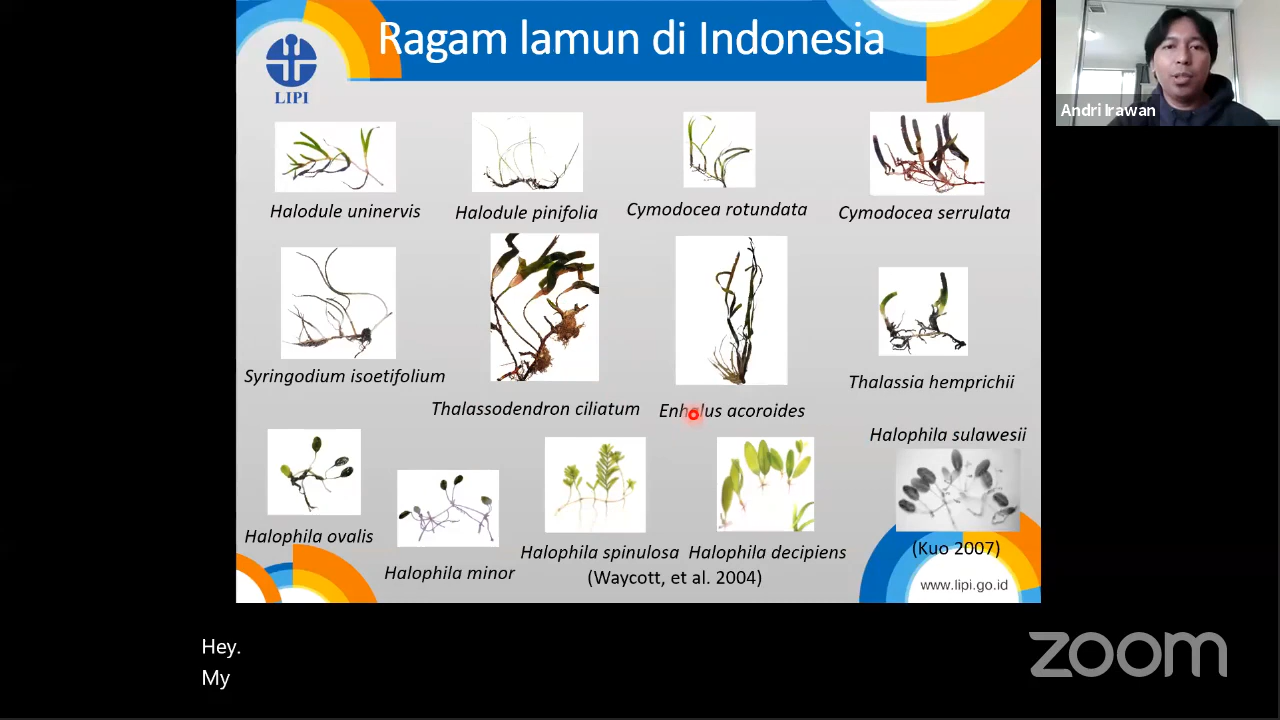 Ragam lamun di Indonesia
LIPI
Andri Irawan
Halodule uninervis
Halodule pinifolia
Cymodocea rotundata
Cymodocea serrulata
Syringodium isoetifolium
Thalassodendron ciliatum
Enhalus acoroides
Thalassia hemprichii
Halophila sulawesii
Halophila ovalis
Halophila minor
Halophila spinulosa
Halophila decipiens
(Waycott, et al. 2004)
(Kuo 2007)
www.lipi.go.id
Hey.
My
zoom